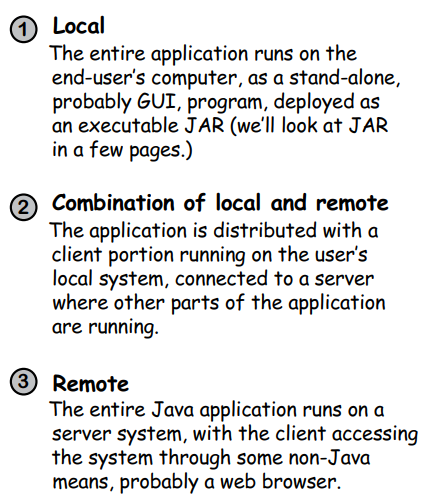 1 Local
The entire application runs on the
end-user's computer, as a stand-alone,
probably GUI, program, deployed as
an executable JAR (we'll look at JAR
in a few pages.)
2 Combination of local and remote
The application is distributed with a
client portion running on the user's
local system, connected to a server
where other parts of the application
are running.
3 Remote
The entire Java application runs on a
server system, with the client accessing
the system through some non-Java
means, probably a web browser.